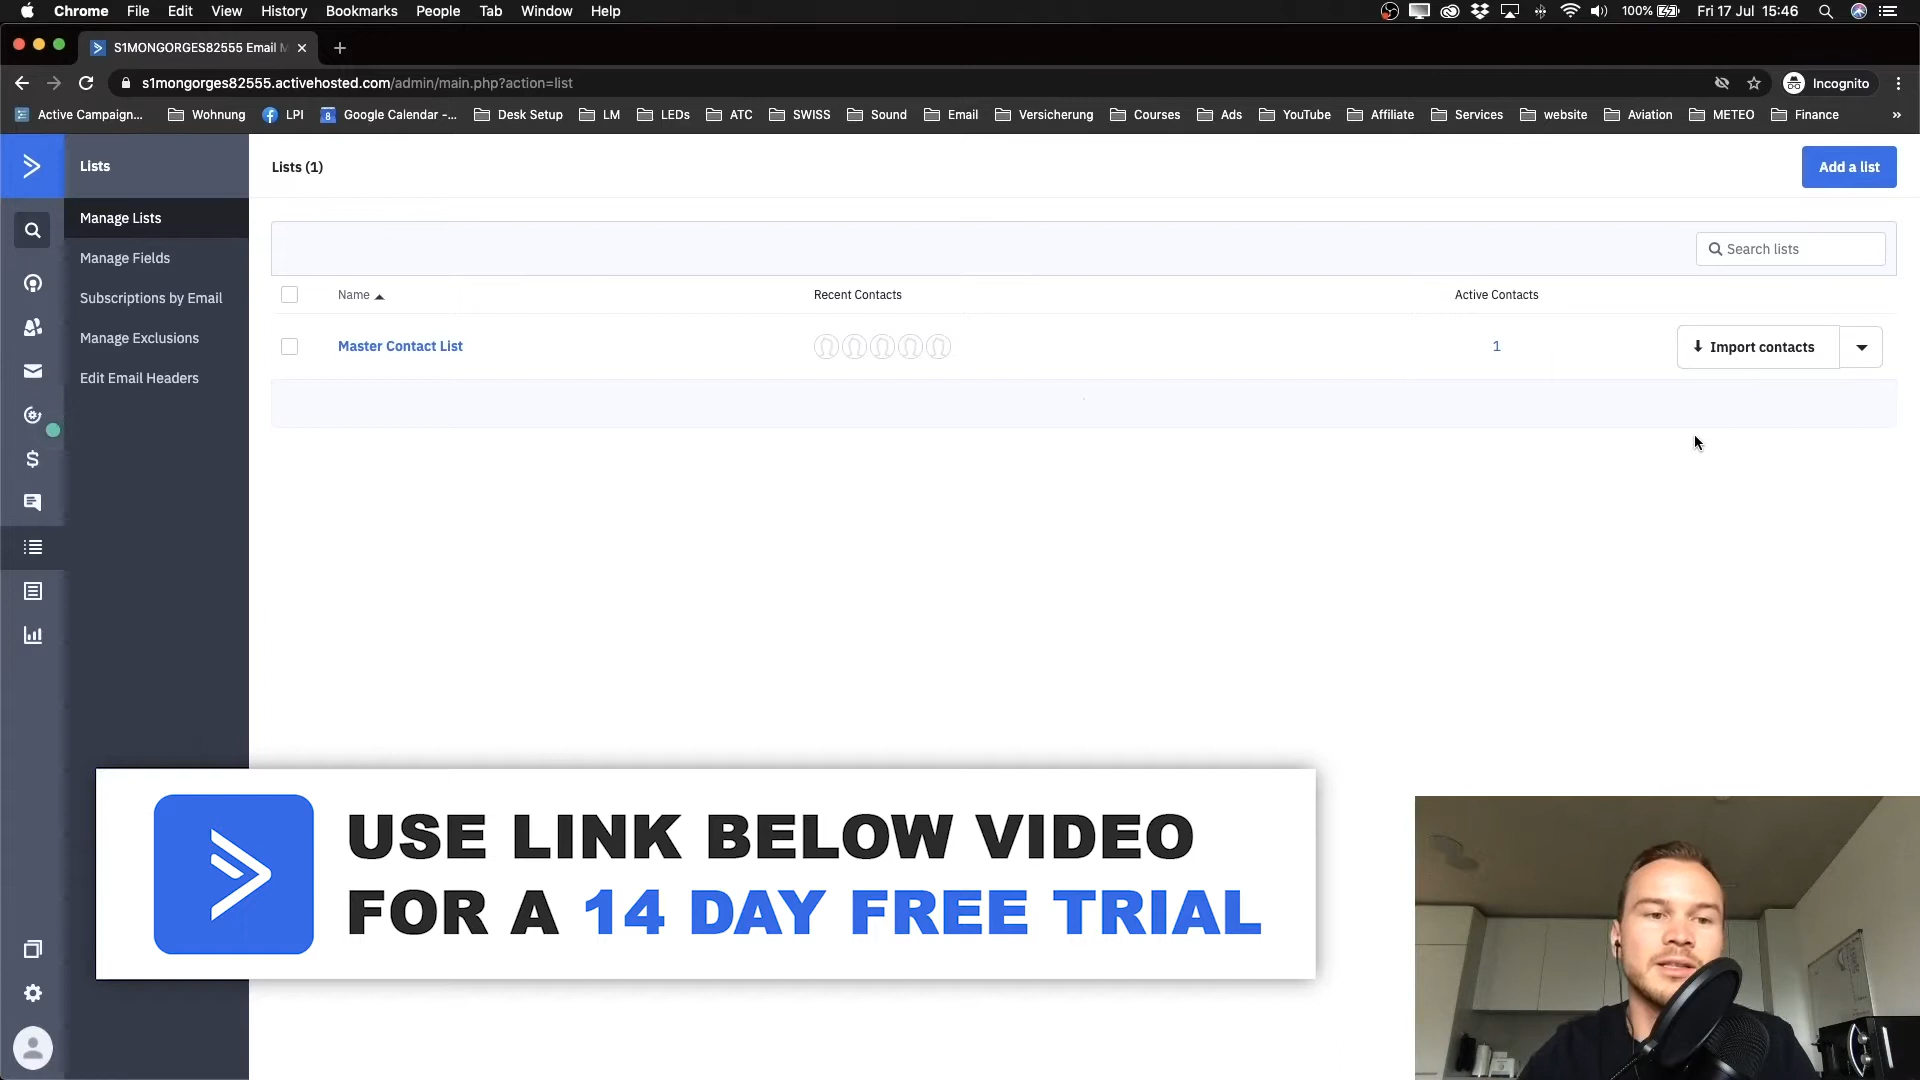 Chrome File Edit View History Bookmarks People Tab Window Help 100% Fri 17 Jul 15:46
S1MONGORGES82555 Email M
s1mongorges82555.activehosted.com/admin/main.php?action=list Incognito
Active Campaign... Wohnung LPI 8 Google Calendar -... Desk Setup LM LEDs ATC SWISS Sound Email Versicherung Courses Ads YouTube Affiliate Services website Aviation METEO Finance »
Lists
Lists (1)
Add a list
Manage Lists
Manage Fields
Subscriptions by Email
Manage Exclusions
Edit Email Headers
Search lists
Name Recent Contacts Active Contacts
Master Contact List 1 Import contacts
USE LINK BELOW VIDEO
FOR A 14 DAY FREE TRIAL